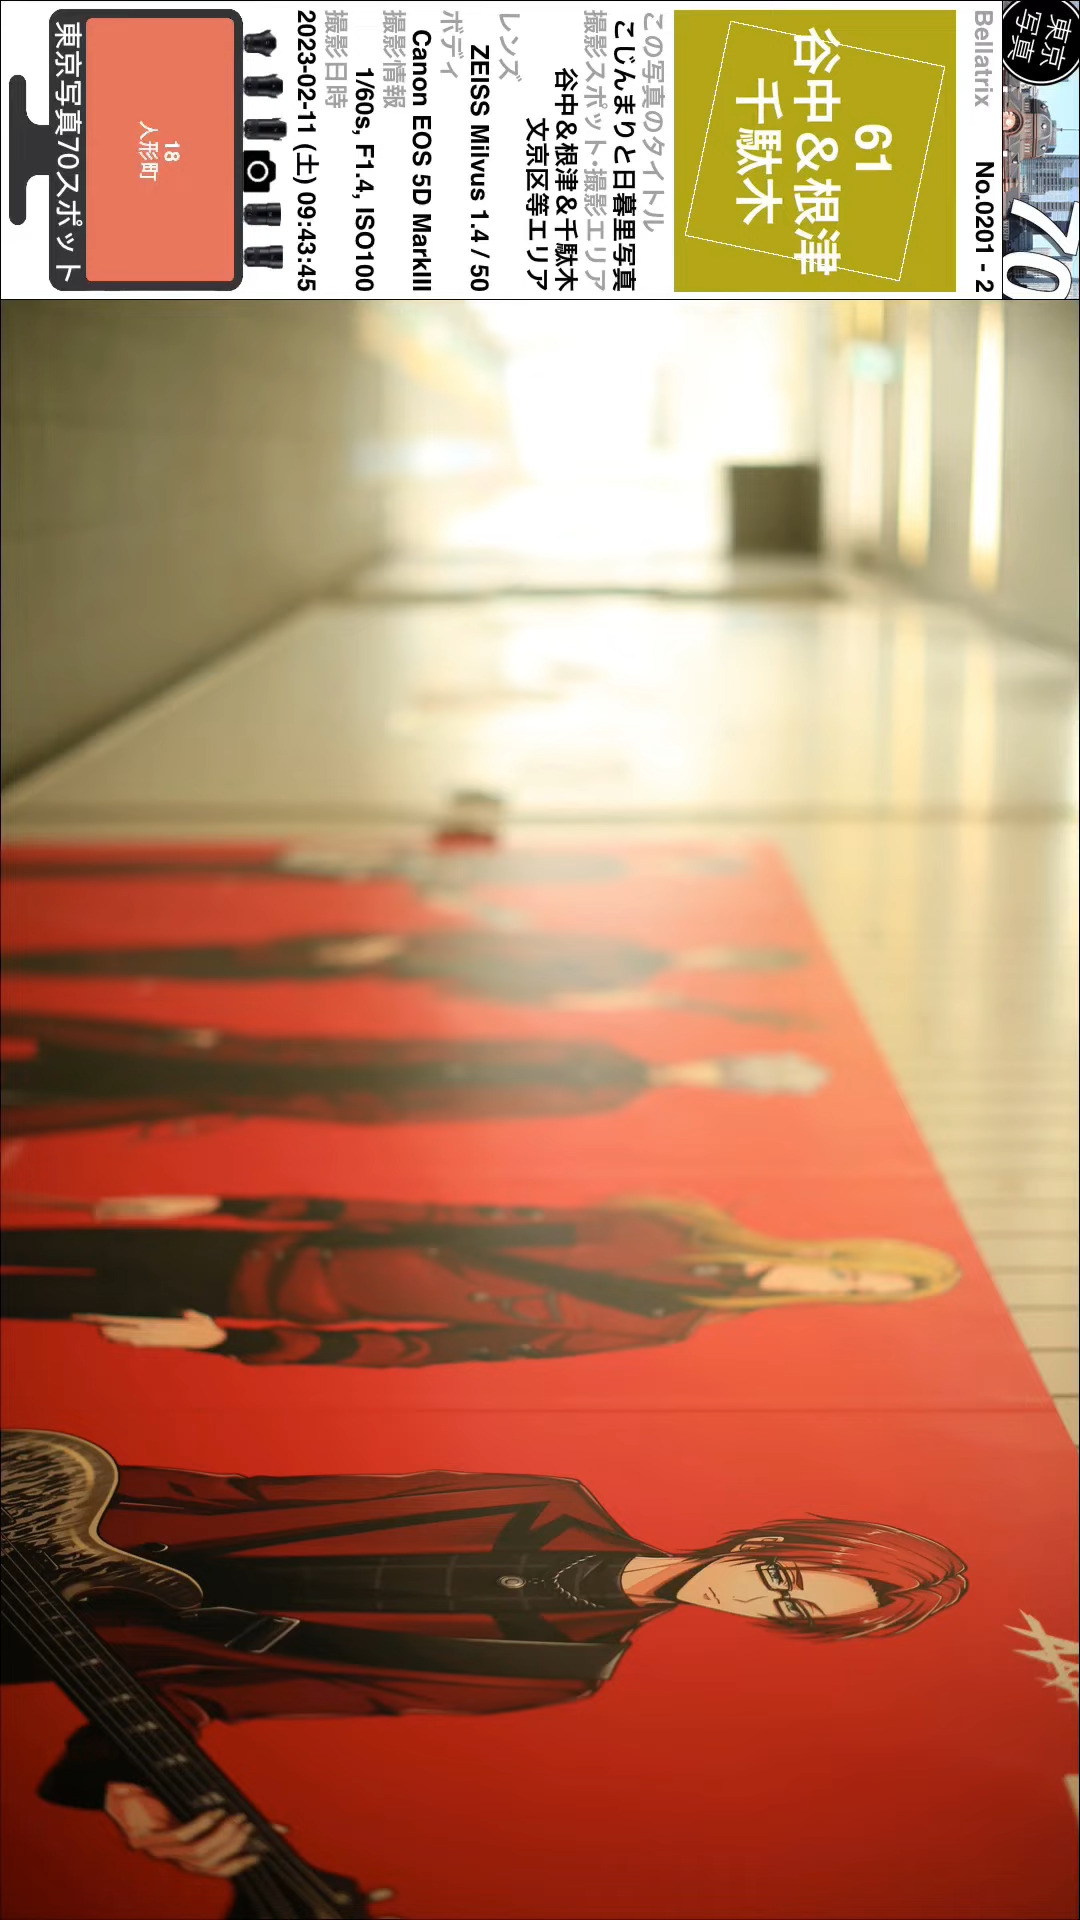 東京
写真
70
Bellatrix
No.0201 - 2
61
谷中&根津
千駄木
この写真のタイトル
こじんまりと日暮里写真
撮影スポット・撮影エリア
谷中&根津&千駄木
文京区等エリア
レンズ
ZEISS Milvus 1.4 / 50
ボディ
Canon EOS 5D MarkIII
撮影情報
1/60s, F1.4, ISO100
撮影日時
2023-02-11 (土) 09:43:45
18
人形町
東京写真70スポット